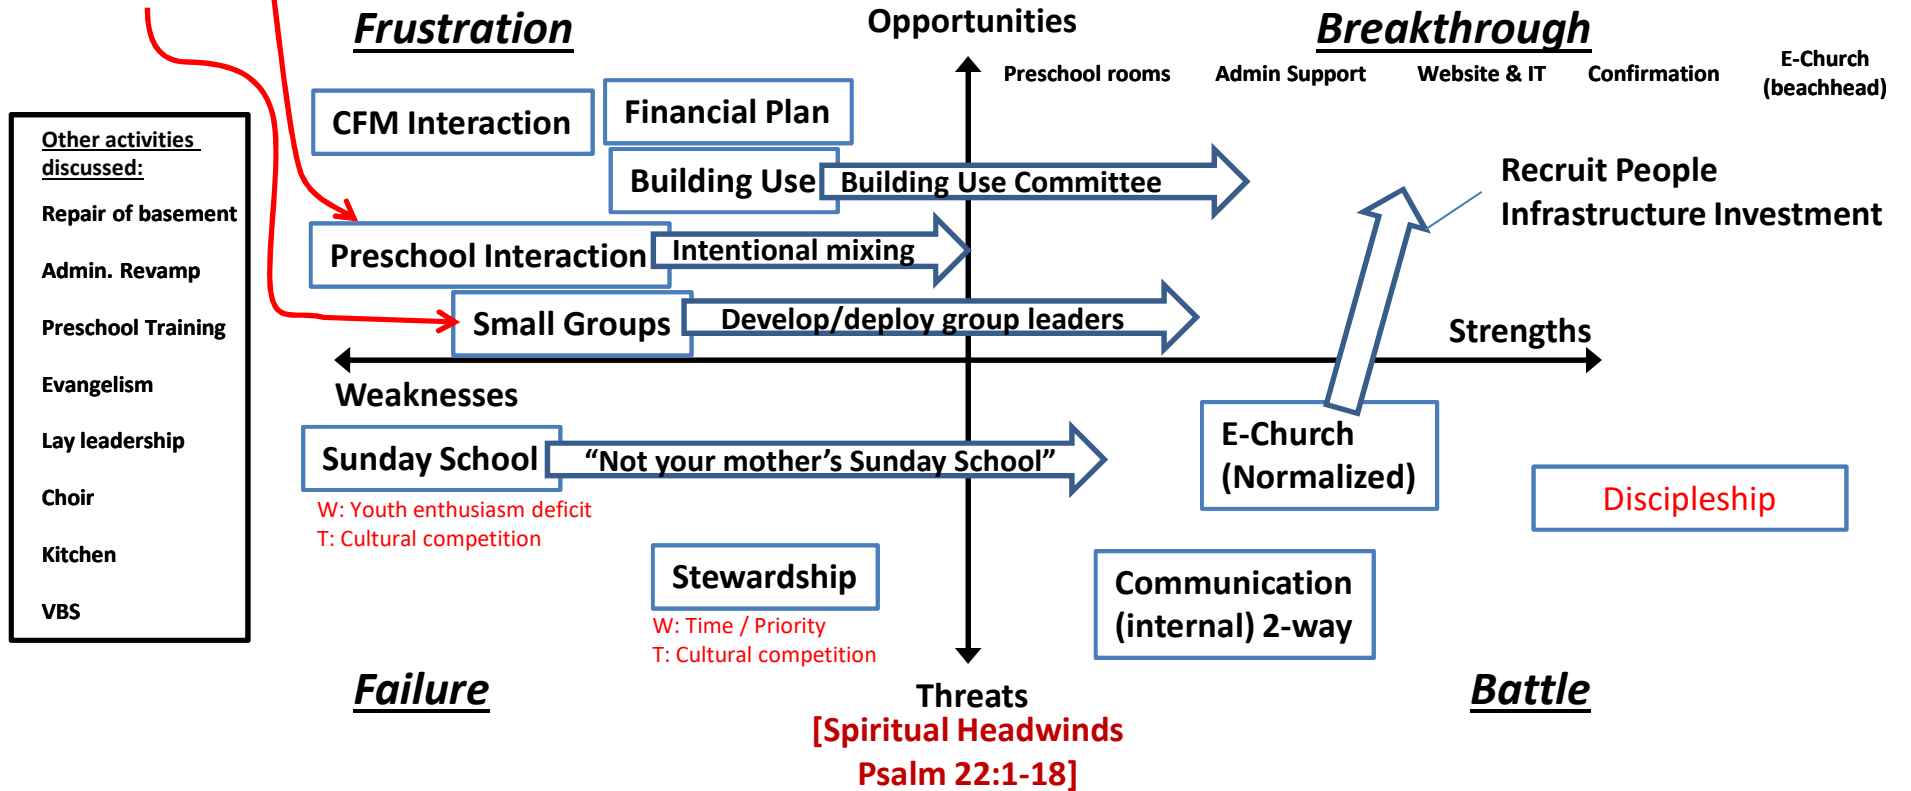 Frustration
Opportunities
Breakthrough
Preschool rooms
Admin Support
Website & IT
Confirmation
E-Church
(beachhead)
CFM Interaction
Financial Plan
Building Use
Building Use Committee
Recruit People
Infrastructure Investment
Preschool Interaction
Intentional mixing
Small Groups
Develop/deploy group leaders
Strengths
Weaknesses
Other activities
discussed:
Repair of basement
Admin. Revamp
Preschool Training
Evangelism
Lay leadership
Choir
Kitchen
VBS
Sunday School
“Not your mother’s Sunday School”
W: Youth enthusiasm deficit
T: Cultural competition
E-Church
(Normalized)
Discipleship
Stewardship
W: Time / Priority
T: Cultural competition
Communication
(internal) 2-way
Failure
Threats
[Spiritual Headwinds
Psalm 22:1-18]
Battle